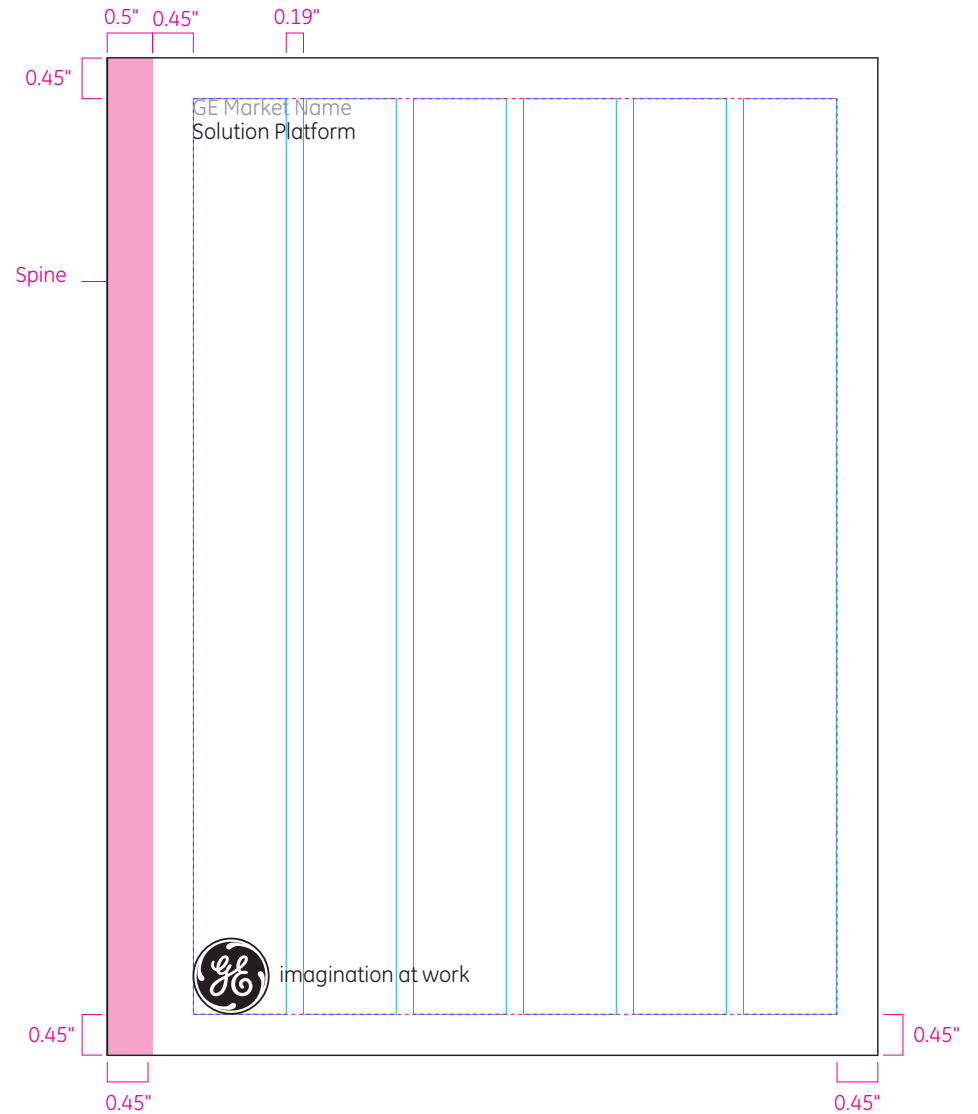 0.5" 0.45" 0.19"
0.45"
GE Market Name
Solution Platform
Spine
GE imagination at work
0.45" 0.45"
0.45" 0.45"